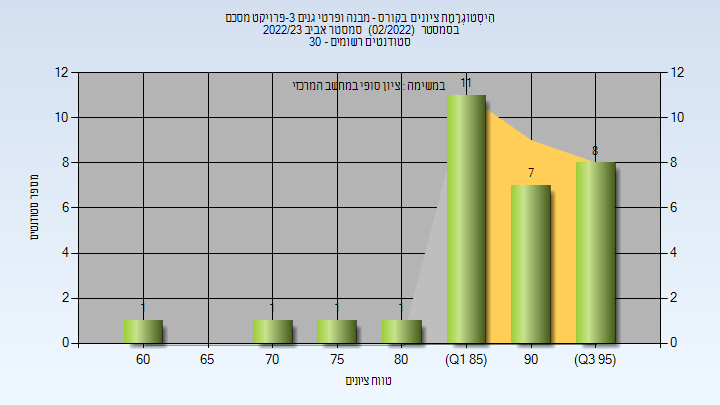 היסטוגרמת ציונים בקורס - מבנה ופרטי גנים 3-פרויקט מסכם
בסמסטר (02/2022) סמסטר אביב 2022/23
סטודנטים רשומים - 30
במשימה : ציון סופי במחשב המרכזי
מספר סטודנטים
12 10 8 6 4 2 0
1 1 1 1 11 7 8
12 10 8 6 4 2 0
60 65 70 75 80 (Q1 85) 90 (Q3 95)
טווח ציונים